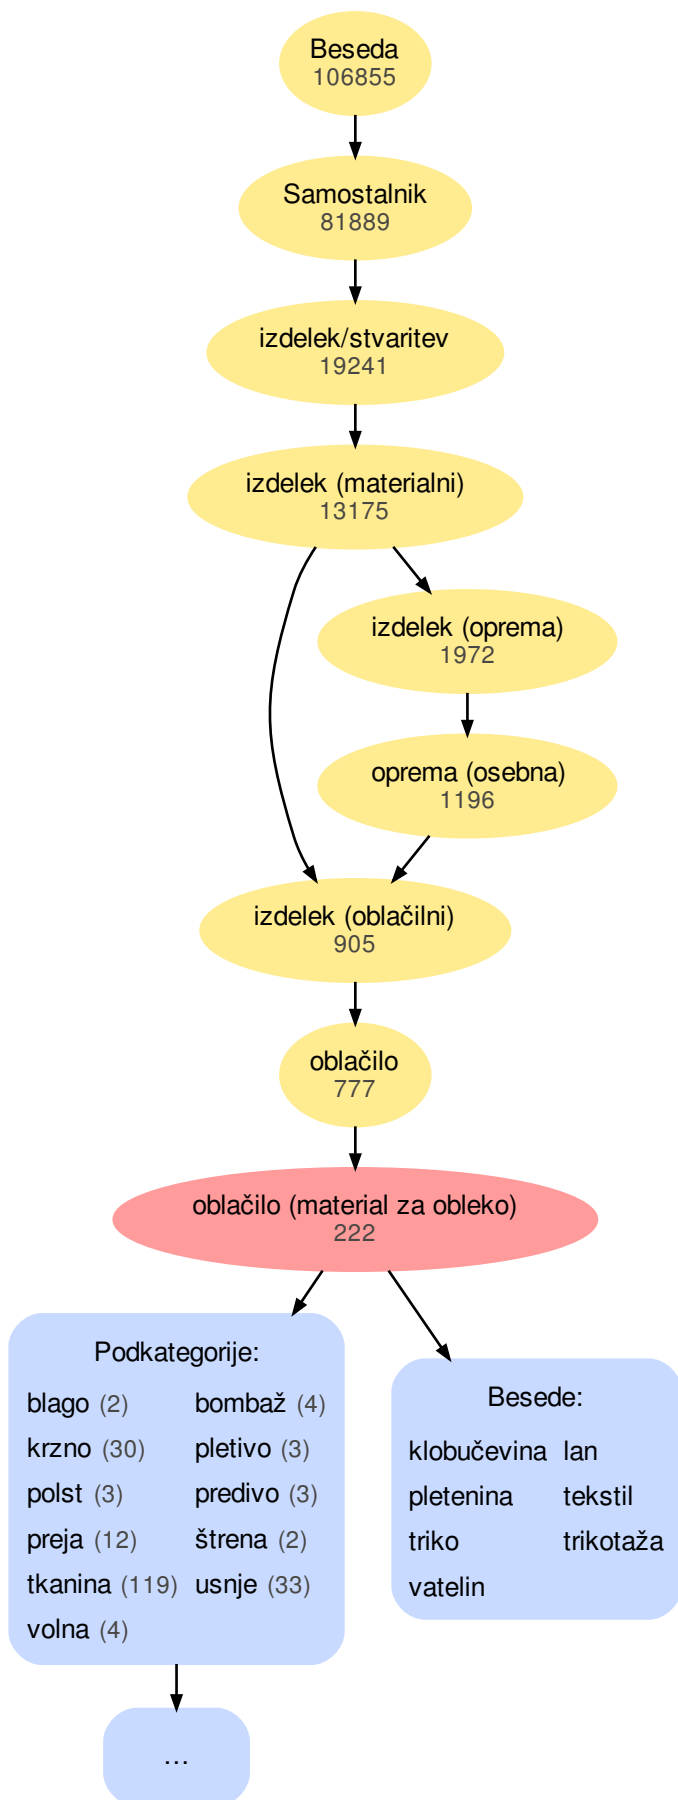 Beseda
106855
Samostalnik
81889
izdelek/stvaritev
19241
izdelek (materialni)
13175
izdelek (oprema)
1972
oprema (osebna)
1196
izdelek (oblačilni)
905
oblačilo
777
oblačilo (material za obleko)
222
Podkategorije:
blago (2) bombaž (4)
krzno (30) pletivo (3)
polst (3) predivo (3)
preja (12) štrena (2)
tkanina (119) usnje (33)
volna (4)
Besede:
klobučevina lan
pletenina tekstil
triko trikotaža
vatelin
...